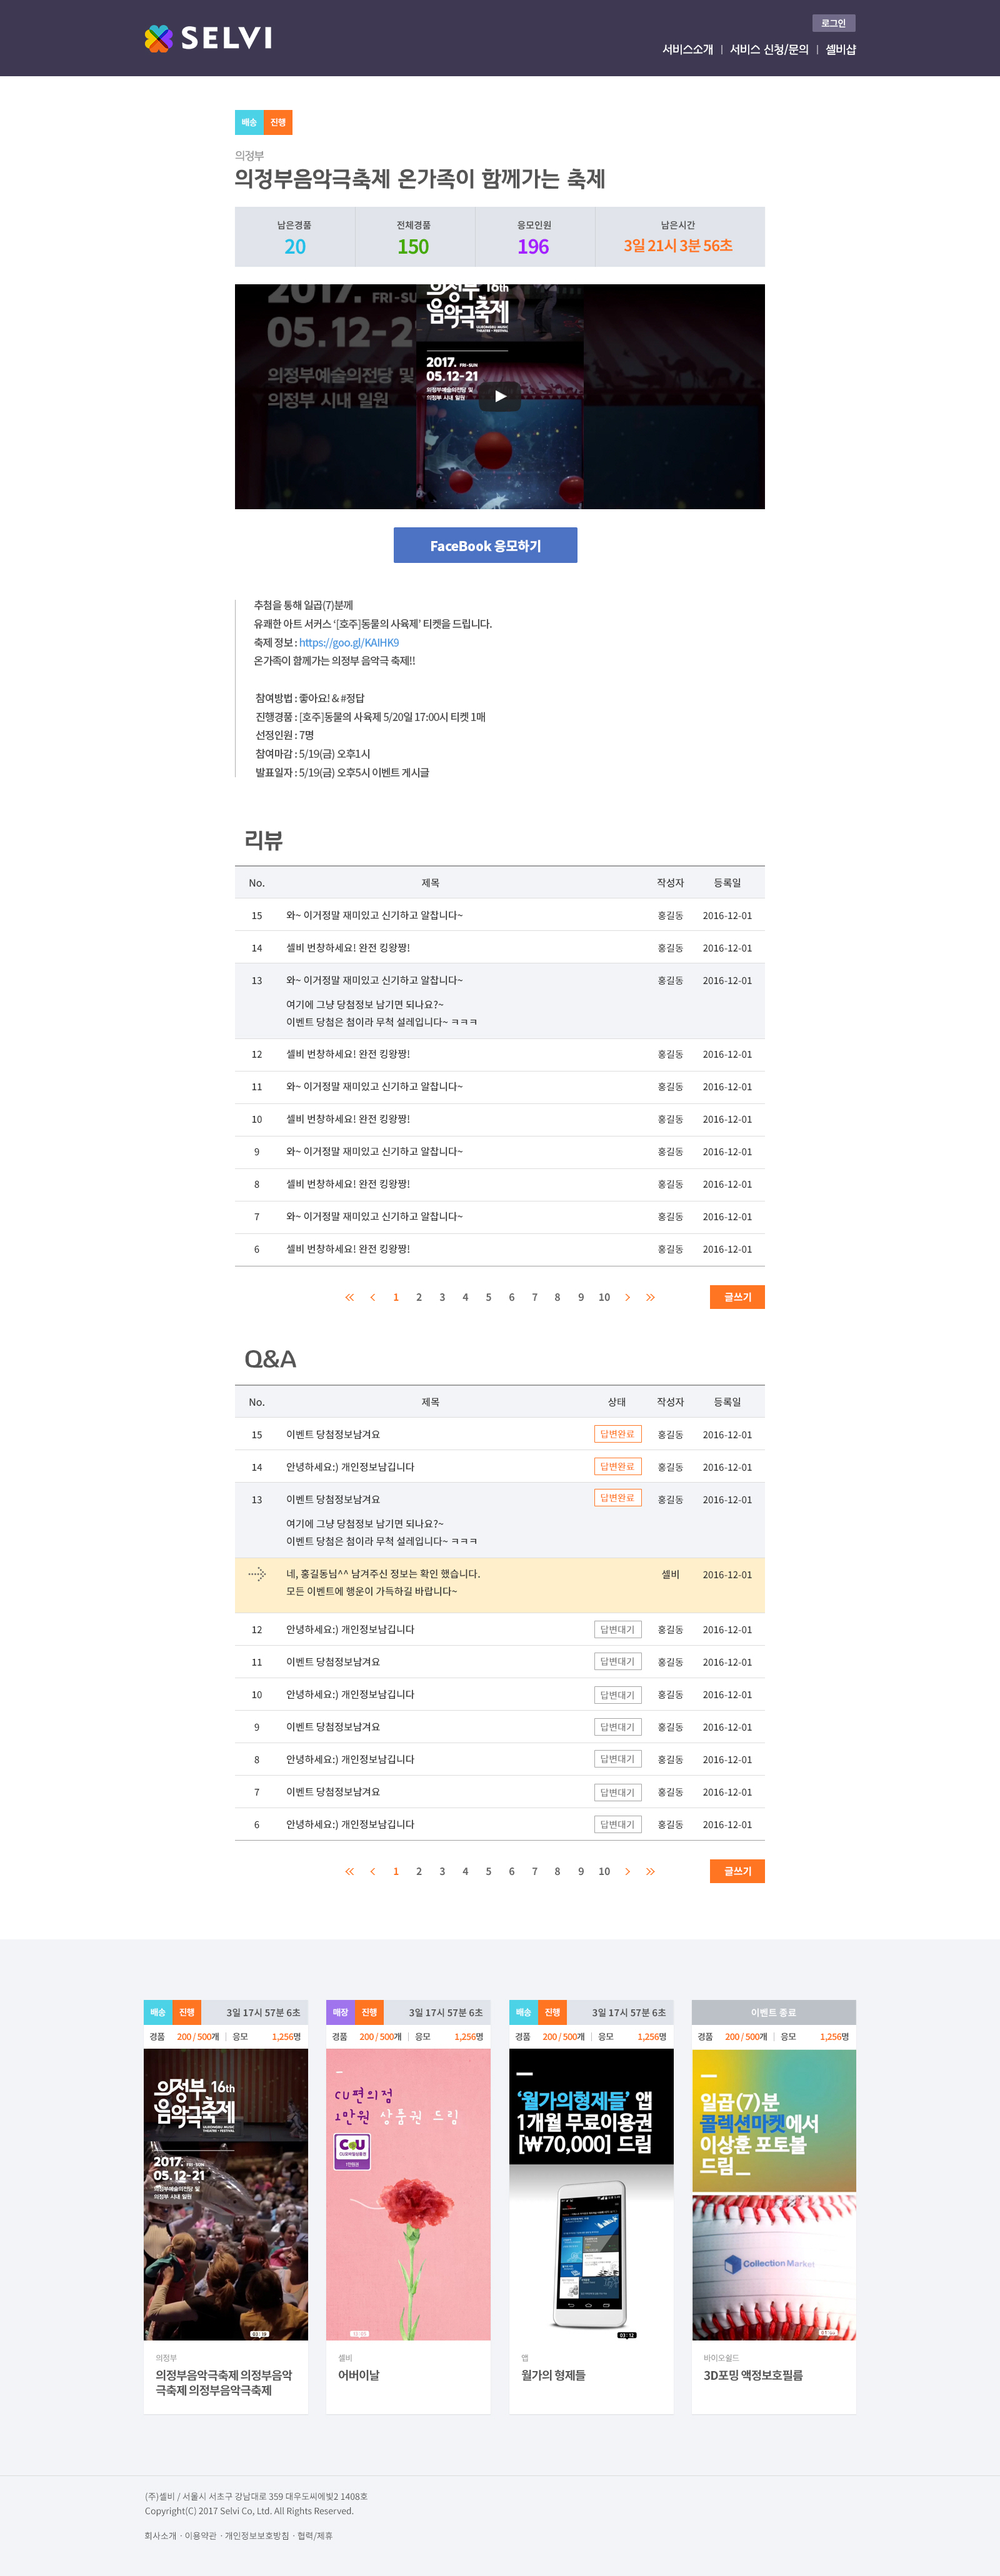 SELVI
로그인
서비스소개 | 서비스 신청/문의 | 셀비샵
배송 진행
의정부
의정부음악극축제 온가족이 함께가는 축제
남은경품 전체경품 응모인원 남은시간
20 150 196 3일 21시 3분 56초
2017. FRI-SUN
05.12-21
의정부예술의전당 및
의정부 시내 일원
의정부 16th
음악극축제
UIJEONGBU MUSIC
THEATRE FESTIVAL
2017. FRI-SUN
05.12-21
의정부예술의전당 및
의정부 시내 일원
FaceBook 응모하기
추첨을 통해 일곱(7)분께
유쾌한 아트 서커스 ‘[호주]동물의 사육제’ 티켓을 드립니다.
축제 정보 : https://goo.gl/KAIHK9
온가족이 함께가는 의정부 음악극 축제!!
참여방법 : 좋아요! & #정답
진행경품 : [호주]동물의 사육제 5/20일 17:00시 티켓 1매
선정인원 : 7명
참여마감 : 5/19(금) 오후1시
발표일자 : 5/19(금) 오후5시 이벤트 게시글
리뷰
No. 제목 작성자 등록일
15 와~ 이거정말 재미있고 신기하고 알찹니다~ 홍길동 2016-12-01
14 셀비 번창하세요! 완전 킹왕짱! 홍길동 2016-12-01
13 와~ 이거정말 재미있고 신기하고 알찹니다~ 홍길동 2016-12-01
여기에 그냥 당첨정보 남기면 되나요?~
이벤트 당첨은 첨이라 무척 설레입니다~ ㅋㅋㅋ
12 셀비 번창하세요! 완전 킹왕짱! 홍길동 2016-12-01
11 와~ 이거정말 재미있고 신기하고 알찹니다~ 홍길동 2016-12-01
10 셀비 번창하세요! 완전 킹왕짱! 홍길동 2016-12-01
9 와~ 이거정말 재미있고 신기하고 알찹니다~ 홍길동 2016-12-01
8 셀비 번창하세요! 완전 킹왕짱! 홍길동 2016-12-01
7 와~ 이거정말 재미있고 신기하고 알찹니다~ 홍길동 2016-12-01
6 셀비 번창하세요! 완전 킹왕짱! 홍길동 2016-12-01
1 2 3 4 5 6 7 8 9 10 글쓰기
Q&A
No. 제목 상태 작성자 등록일
15 이벤트 당첨정보남겨요 답변완료 홍길동 2016-12-01
14 안녕하세요:) 개인정보남깁니다 답변완료 홍길동 2016-12-01
13 이벤트 당첨정보남겨요 답변완료 홍길동 2016-12-01
여기에 그냥 당첨정보 남기면 되나요?~
이벤트 당첨은 첨이라 무척 설레입니다~ ㅋㅋㅋ
네, 홍길동님^^ 남겨주신 정보는 확인 했습니다. 셀비 2016-12-01
모든 이벤트에 행운이 가득하길 바랍니다~
12 안녕하세요:) 개인정보남깁니다 답변대기 홍길동 2016-12-01
11 이벤트 당첨정보남겨요 답변대기 홍길동 2016-12-01
10 안녕하세요:) 개인정보남깁니다 답변대기 홍길동 2016-12-01
9 이벤트 당첨정보남겨요 답변대기 홍길동 2016-12-01
8 안녕하세요:) 개인정보남깁니다 답변대기 홍길동 2016-12-01
7 이벤트 당첨정보남겨요 답변대기 홍길동 2016-12-01
6 안녕하세요:) 개인정보남깁니다 답변대기 홍길동 2016-12-01
1 2 3 4 5 6 7 8 9 10 글쓰기
배송 진행 3일 17시 57분 6초
경품 200 / 500개 | 응모 1,256명
의정부 16th
음악극축제
UIJEONGBU MUSIC
THEATRE FESTIVAL
2017. FRI-SUN
05.12-21
의정부예술의전당 및
의정부 시내 일원
의정부
의정부음악극축제 의정부음악
극축제 의정부음악극축제
매장 진행 3일 17시 57분 6초
경품 200 / 500개 | 응모 1,256명
CU편의점
1만원 상품권 드림
CU
CU모바일상품권
1만원권
셀비
어버이날
배송 진행 3일 17시 57분 6초
경품 200 / 500개 | 응모 1,256명
‘월가의형제들’ 앱
1개월 무료이용권
[₩70,000] 드림
03:12
앱
월가의 형제들
이벤트 종료
경품 200 / 500개 | 응모 1,256명
일곱(7)분
콜렉션마켓에서
이상훈 포토볼
드림_
Collection Market
바이오쉴드
3D포밍 액정보호필름
(주)셀비 / 서울시 서초구 강남대로 359 대우도씨에빛2 1408호
Copyright(C) 2017 Selvi Co, Ltd. All Rights Reserved.
회사소개 · 이용약관 · 개인정보보호방침 · 협력/제휴